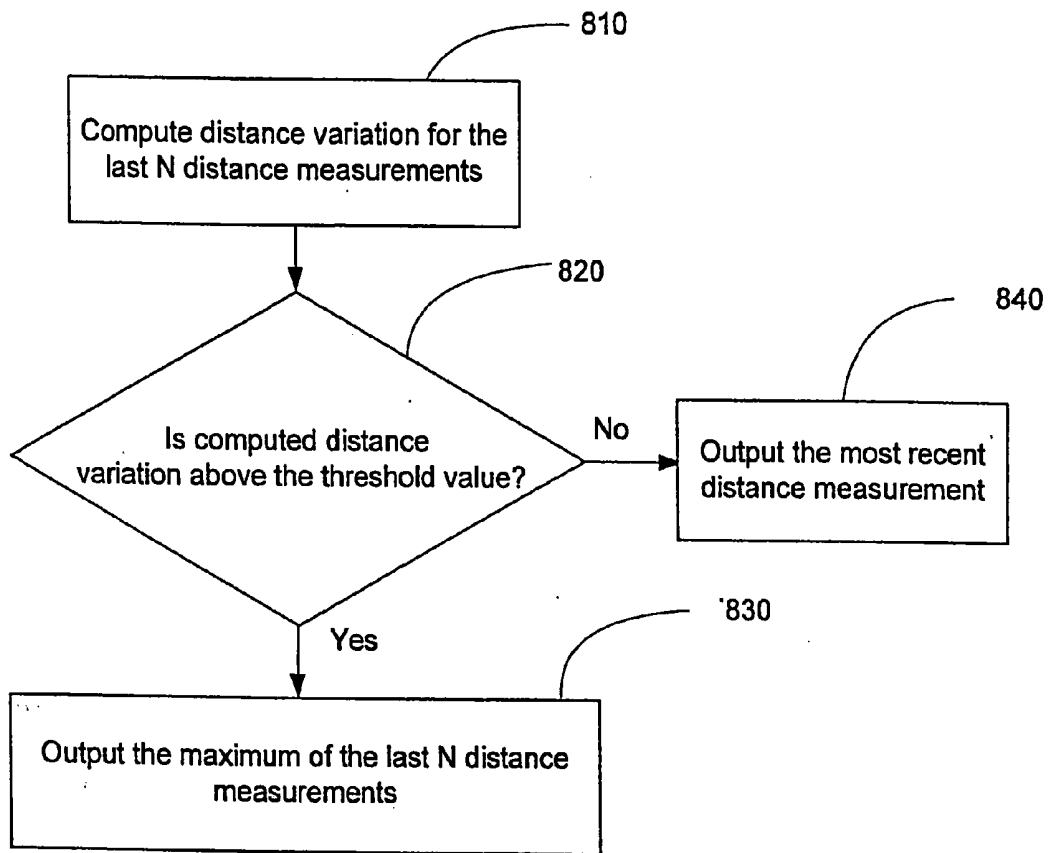 810
Compute distance variation for the
last N distance measurements
820
840
Is computed distance
variation above the threshold value?
No
Output the most recent
distance measurement
Yes
830
Output the maximum of the last N distance
measurements